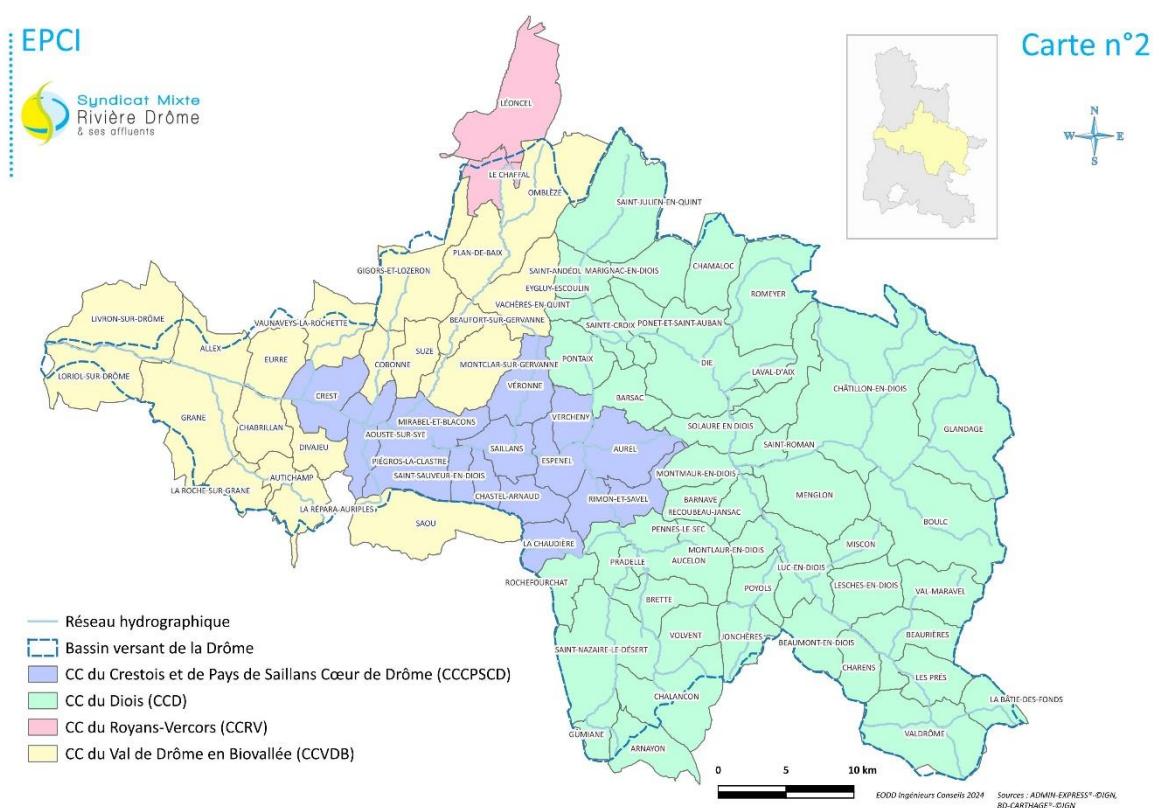 EPCI
Carte n°2
Syndicat Mixte
Rivière Drôme
& ses affluents
N
W E
S
LÉONCEL
LE CHAFFAL
OMBLÈZE
SAINT-JULIEN-EN-QUINT
PLAN-DE-BAIX
GIGORS-ET-LOZERON
SAINT-ANDÉOL
MARIGNAC-EN-DIOIS
CHAMALOC
EYGLUY-ESCOULIN
ROMEYER
VACHÈRES-EN-QUINT
LIVRON-SUR-DRÔME
VAUNAVEYS-LA-ROCHETTE
BEAUFORT-SUR-GERVANNE
SAINTE-CROIX
PONET-ET-SAINT-AUBAN
ALLEX
EURRE
SUZE
COBONNE
MONTCLAR-SUR-GERVANNE
PONTAIX
DIE
LAVAL-D'AIX
LORIOL-SUR-DRÔME
VÉRONNE
CHÂTILLON-EN-DIOIS
CREST
BARSAC
GRANE
MIRABEL-ET-BLACONS
VERCHENY
SOLAURE EN DIOIS
GLANDAGE
CHABRILLAN
AOUSTE-SUR-SYE
DIVAJEU
SAILLANS
AUREL
SAINT-ROMAN
PIÉGROS-LA-CLASTRE
ESPENEL
SAINT-SAUVEUR-EN-DIOIS
MONTMAUR-EN-DIOIS
AUTICHAMP
LA ROCHE-SUR-GRANE
CHASTEL-ARNAUD
RIMON-ET-SAVEL
BARNAVE
MENGLON
LA RÉPARA-AURIPLES
RECOUBEAU-JANSAC
BOULC
SAOU
PENNES-LE-SEC
LA CHAUDIÈRE
MONTLAUR-EN-DIOIS
MISCON
PRADELLE
AUCELON
LUC-EN-DIOIS
ROCHEFOURCHAT
LESCHES-EN-DIOIS
POYOLS
VAL-MARAVEL
BRETTE
VOLVENT
JONCHÈRES
BEAURIÈRES
SAINT-NAZAIRE-LE-DÉSERT
BEAUMONT-EN-DIOIS
CHARENS
LES PRÉS
CHALANCON
LA BÂTIE-DES-FONDS
GUMIANE
VALDRÔME
ARNAYON
Réseau hydrographique
Bassin versant de la Drôme
CC du Crestois et de Pays de Saillans Cœur de Drôme (CCCPSCD)
CC du Diois (CCD)
CC du Royans-Vercors (CCRV)
CC du Val de Drôme en Biovallée (CCVDB)
0 5 10 km
EODD Ingénieurs Conseils 2024
Sources : ADMIN-EXPRESS®-©IGN,
BD-CARTHAGE®-©IGN